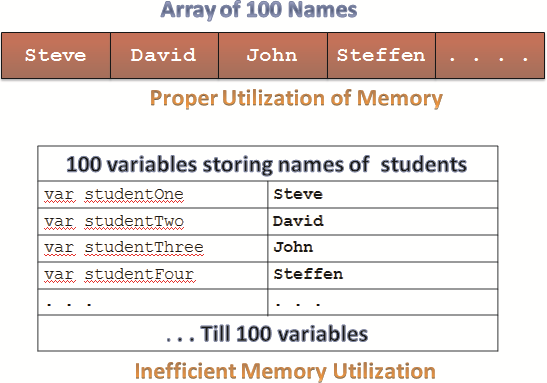 Array of 100 Names
Steve David John Steffen . . . .
Proper Utilization of Memory
100 variables storing names of students
var studentOne Steve
var studentTwo David
var studentThree John
var studentFour Steffen
. . . . . .
. . . Till 100 variables
Inefficient Memory Utilization